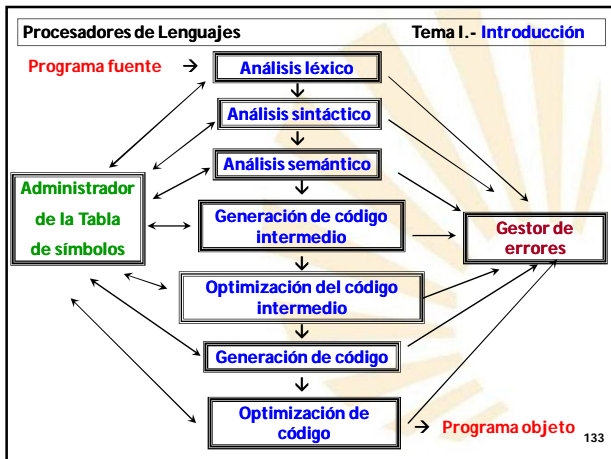 Procesadores de Lenguajes
Tema I.- Introducción
Programa fuente → Análisis léxico
Análisis sintáctico
Análisis semántico
Administrador
de la Tabla
de símbolos
Generación de código
intermedio
Gestor de
errores
Optimización del código
intermedio
Generación de código
Optimización de
código
→ Programa objeto
133